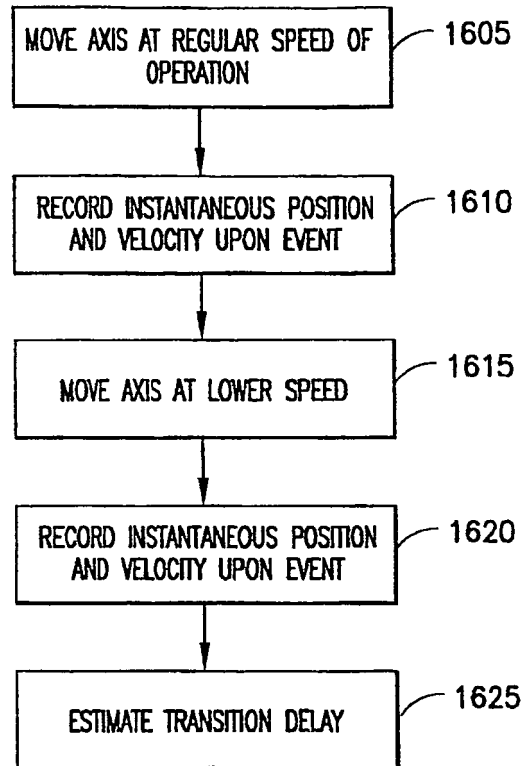 MOVE AXIS AT REGULAR SPEED OF
OPERATION
1605
RECORD INSTANTANEOUS POSITION
AND VELOCITY UPON EVENT
1610
MOVE AXIS AT LOWER SPEED
1615
RECORD INSTANTANEOUS POSITION
AND VELOCITY UPON EVENT
1620
ESTIMATE TRANSITION DELAY
1625